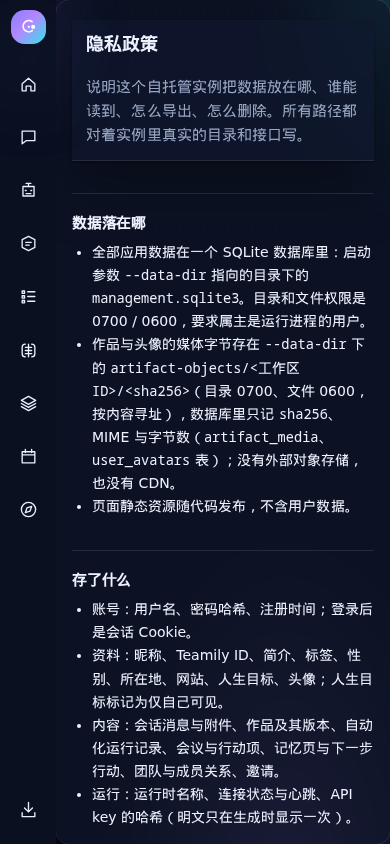 隐私政策
说明这个自托管实例把数据放在哪、谁能
读到、怎么导出、怎么删除。所有路径都
对着实例里真实的目录和接口写。
数据落在哪
• 全部应用数据在一个 SQLite 数据库里：启动
参数 --data-dir 指向的目录下的
management.sqlite3。目录和文件权限是
0700 / 0600，要求属主是运行进程的用户。
• 作品与头像的媒体字节存在 --data-dir 下
的 artifact-objects/<工作区
ID>/<sha256>（目录 0700、文件 0600，
按内容寻址），数据库里只记 sha256、
MIME 与字节数（artifact_media、
user_avatars 表）；没有外部对象存储，
也没有 CDN。
• 页面静态资源随代码发布，不含用户数据。
存了什么
• 账号：用户名、密码哈希、注册时间；登录后
是会话 Cookie。
• 资料：昵称、Teamily ID、简介、标签、性
别、所在地、网站、人生目标、头像；人生目
标标记为仅自己可见。
• 内容：会话消息与附件、作品及其版本、自动
化运行记录、会议与行动项、记忆页与下一步
行动、团队与成员关系、邀请。
• 运行：运行时名称、连接状态与心跳、API
key 的哈希（明文只在生成时显示一次）。